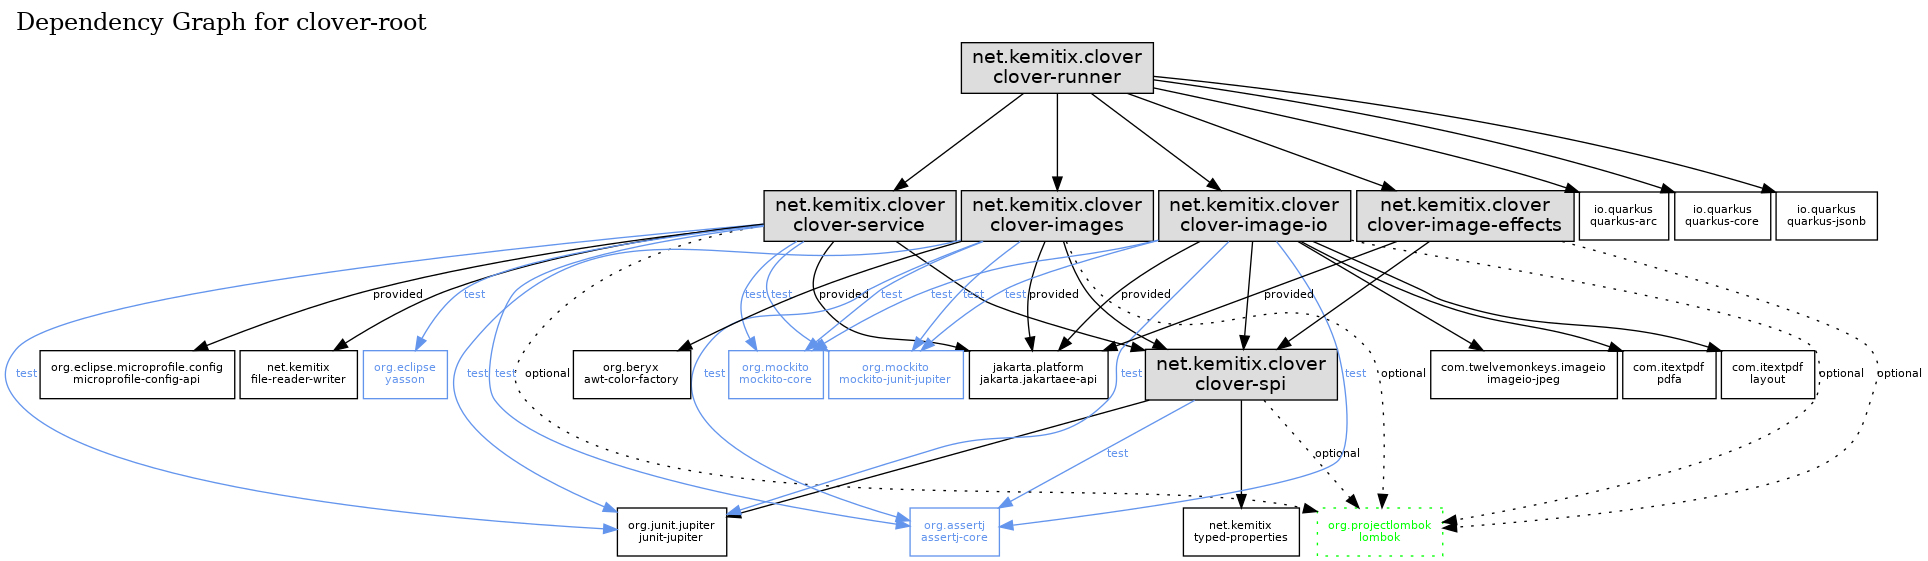 Dependency Graph for clover-root
net.kemitix.clover
clover-runner
net.kemitix.clover
clover-service
net.kemitix.clover
clover-images
net.kemitix.clover
clover-image-io
net.kemitix.clover
clover-image-effects
io.quarkus
quarkus-arc
io.quarkus
quarkus-core
io.quarkus
quarkus-jsonb
provided
test
test
test
provided
test
test
test
test
provided
provided
provided
org.eclipse.microprofile.config
microprofile-config-api
net.kemitix
file-reader-writer
org.eclipse
yasson
org.beryx
awt-color-factory
org.mockito
mockito-core
org.mockito
mockito-junit-jupiter
jakarta.platform
jakarta.jakartaee-api
net.kemitix.clover
clover-spi
com.twelvemonkeys.imageio
imageio-jpeg
com.itextpdf
pdfa
com.itextpdf
layout
test
test
test
optional
test
test
test
optional
optional
optional
test
optional
org.junit.jupiter
junit-jupiter
org.assertj
assertj-core
net.kemitix
typed-properties
org.projectlombok
lombok